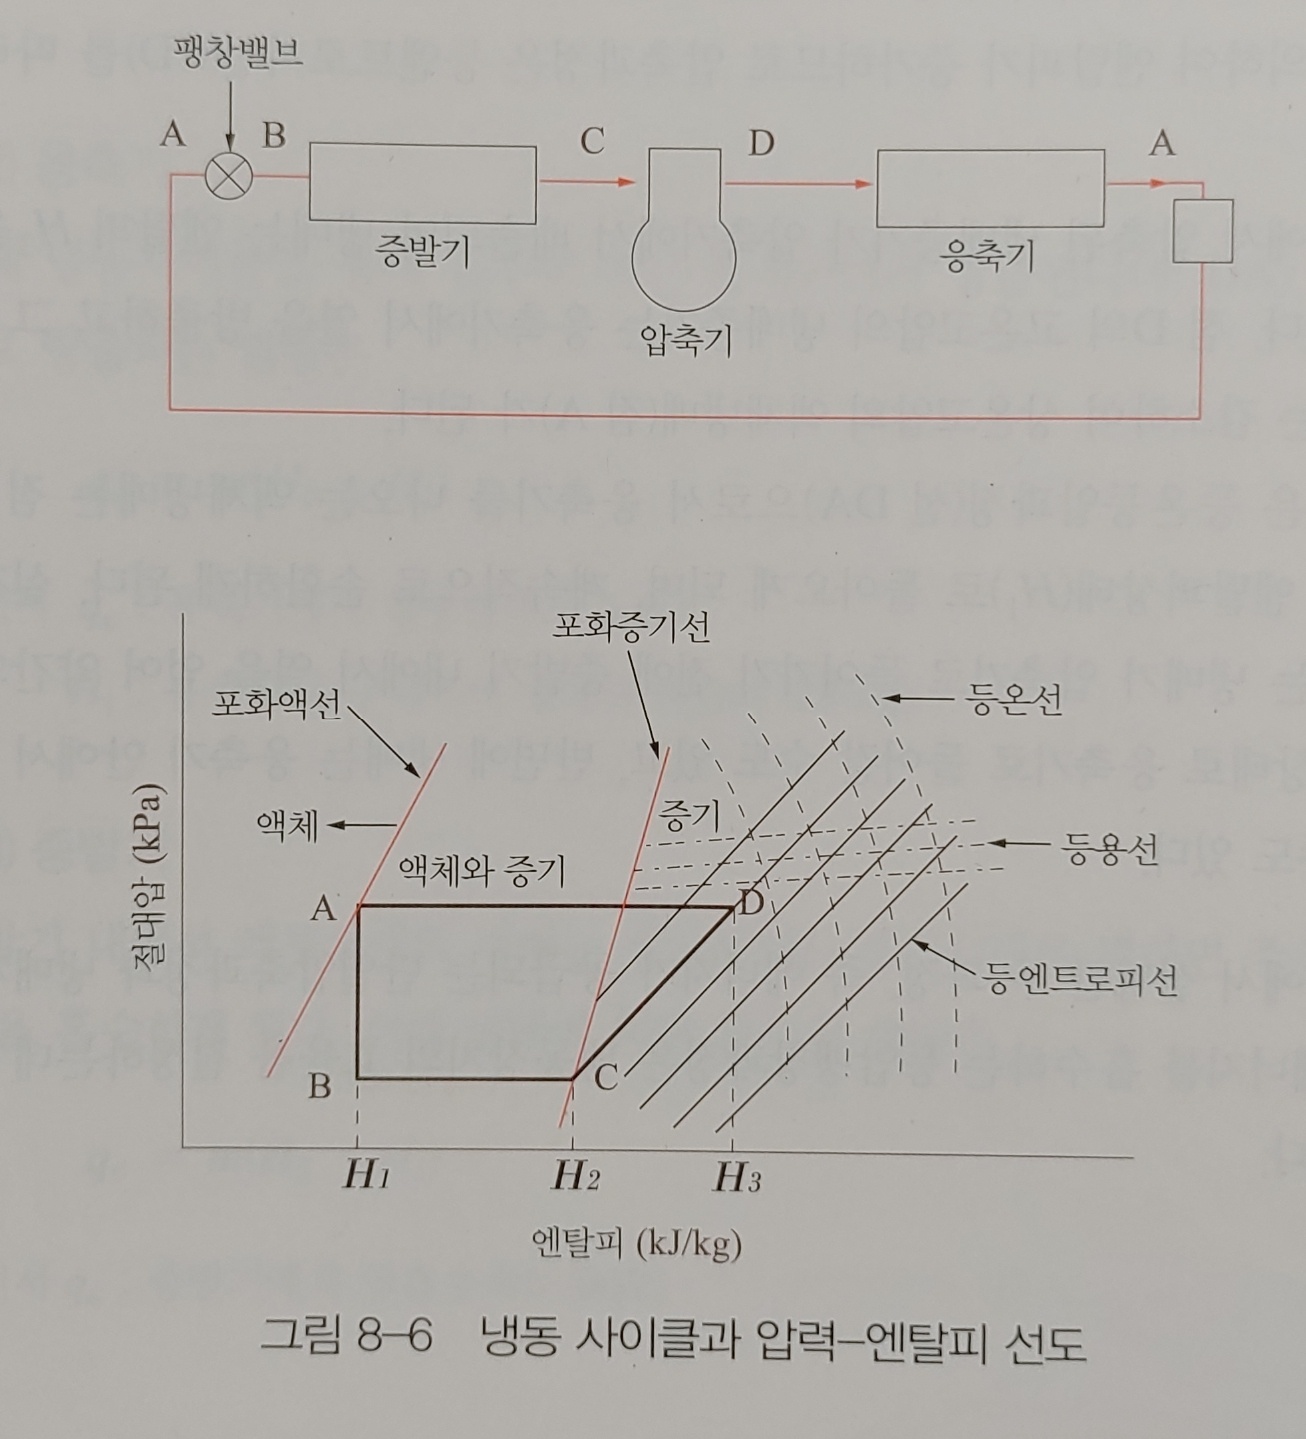 팽창밸브
A B C D A
증발기
압축기
응축기
포화증기선
포화액선
등온선
액체
증기
액체와 증기
등용선
A
D
등엔트로피선
B
C
절대압 (kPa)
H1 H2 H3
엔탈피 (kJ/kg)
그림 8-6 냉동 사이클과 압력-엔탈피 선도